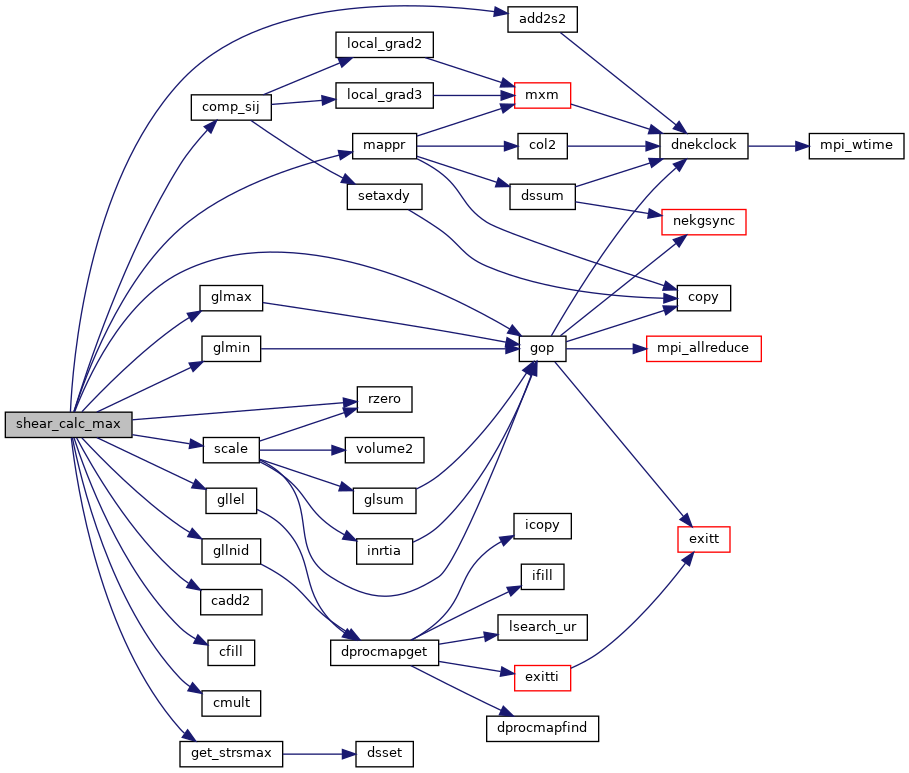 add2s2
local_grad2
local_grad3
comp_sij
mxm
mappr
col2
dnekclock
mpi_wtime
setaxdy
dssum
nekgsync
glmax
copy
glmin
gop
mpi_allreduce
rzero
shear_calc_max
scale
volume2
gllel
glsum
icopy
exitt
gllnid
inrtia
ifill
cadd2
lsearch_ur
cfill
dprocmapget
exitti
cmult
dprocmapfind
get_strsmax
dsset